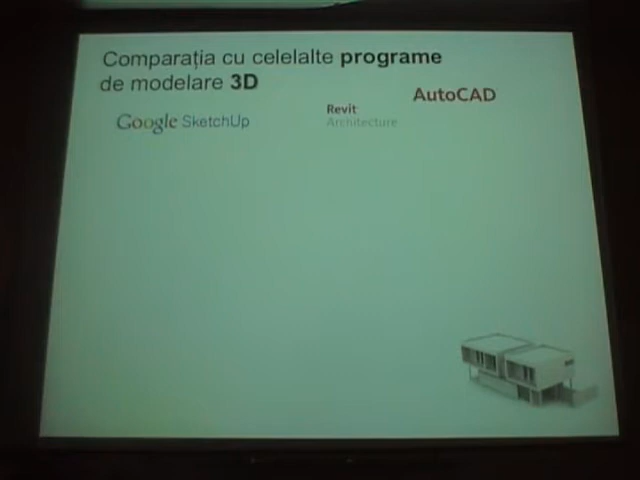 Comparația cu celelalte programe
de modelare 3D
AutoCAD
Google SketchUp
Revit
Architecture